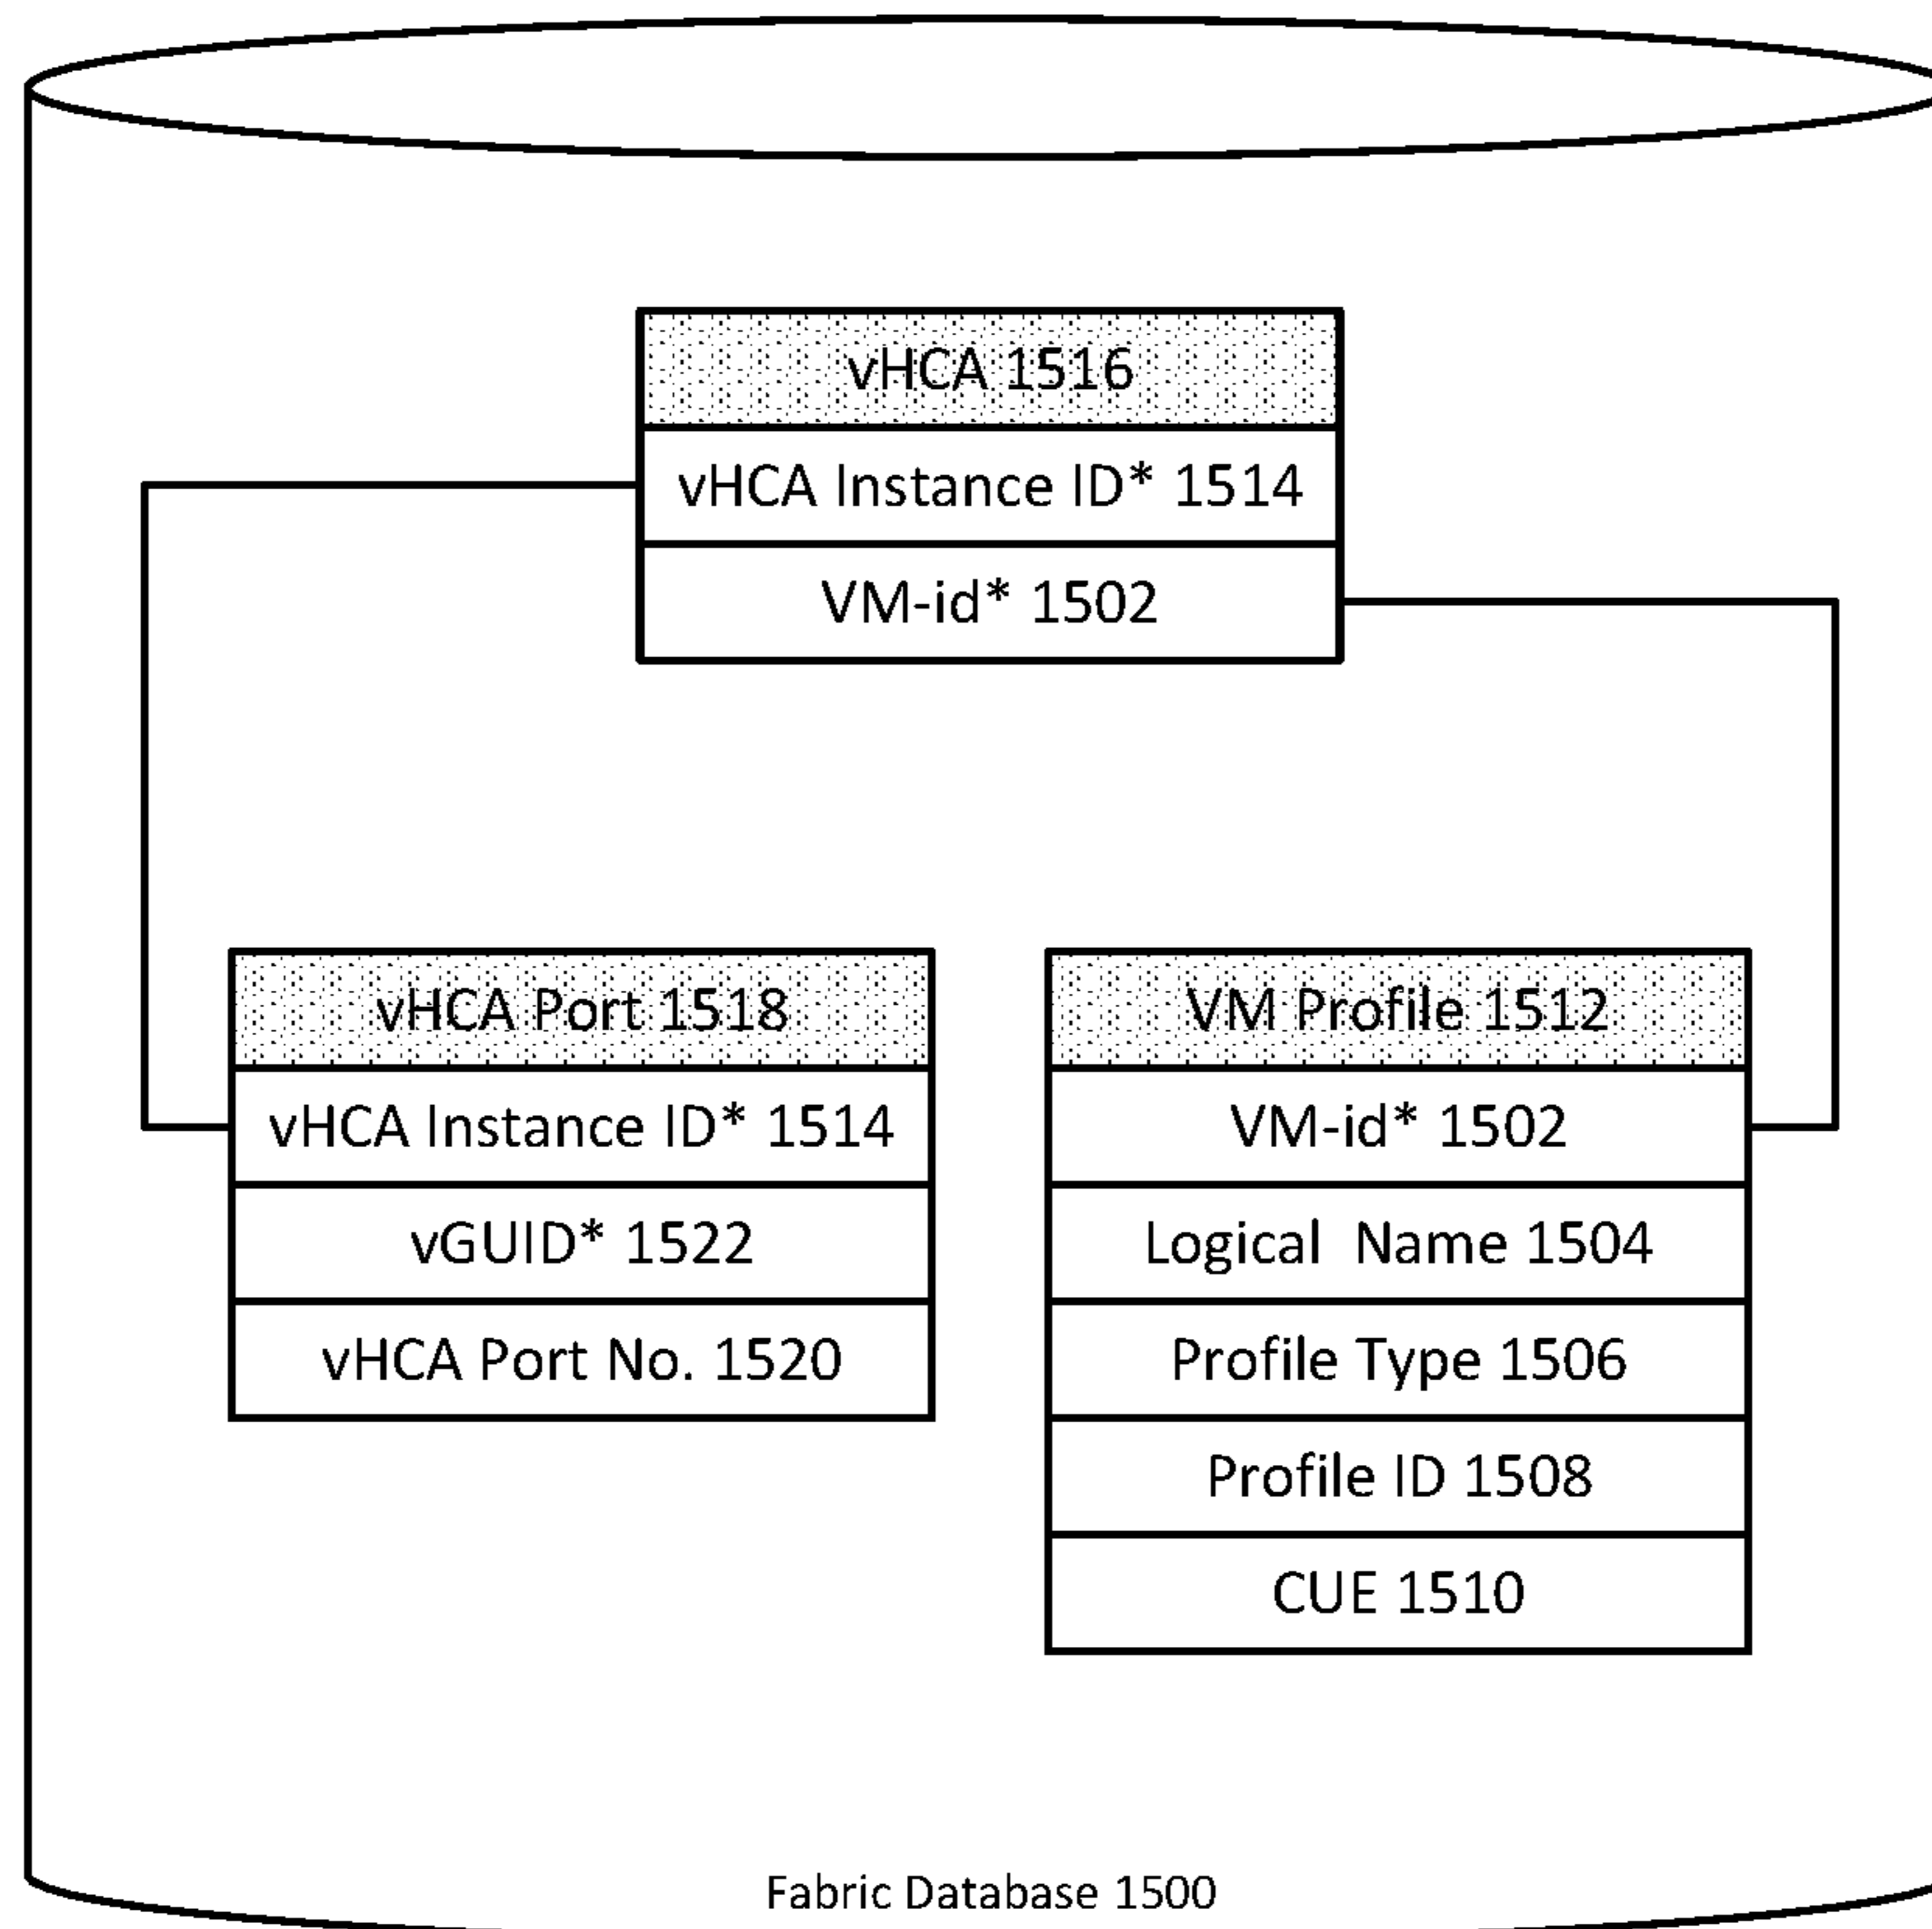 vHCA 1516
vHCA Instance ID* 1514
VM-id* 1502
vHCA Port 1518
vHCA Instance ID* 1514
vGUID* 1522
vHCA Port No. 1520
VM Profile 1512
VM-id* 1502
Logical Name 1504
Profile Type 1506
Profile ID 1508
CUE 1510
Fabric Database 1500